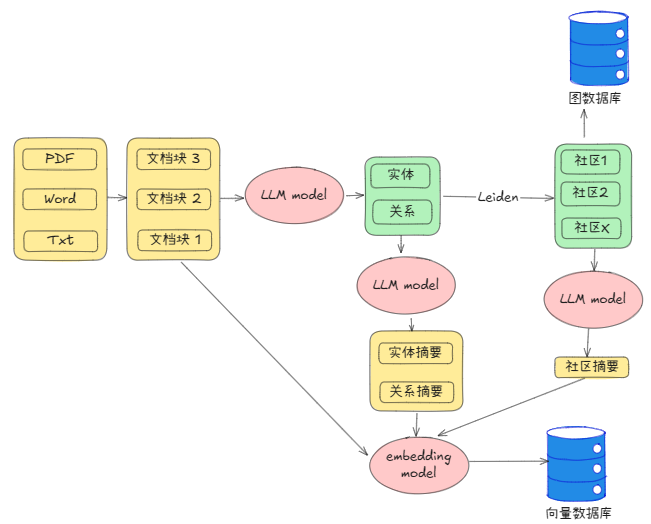 图数据库
PDF
Word
Txt
文档块 3
文档块 2
文档块 1
LLM model
实体
关系
Leiden
社区1
社区2
社区X
LLM model
LLM model
实体摘要
关系摘要
社区摘要
embedding
model
向量数据库